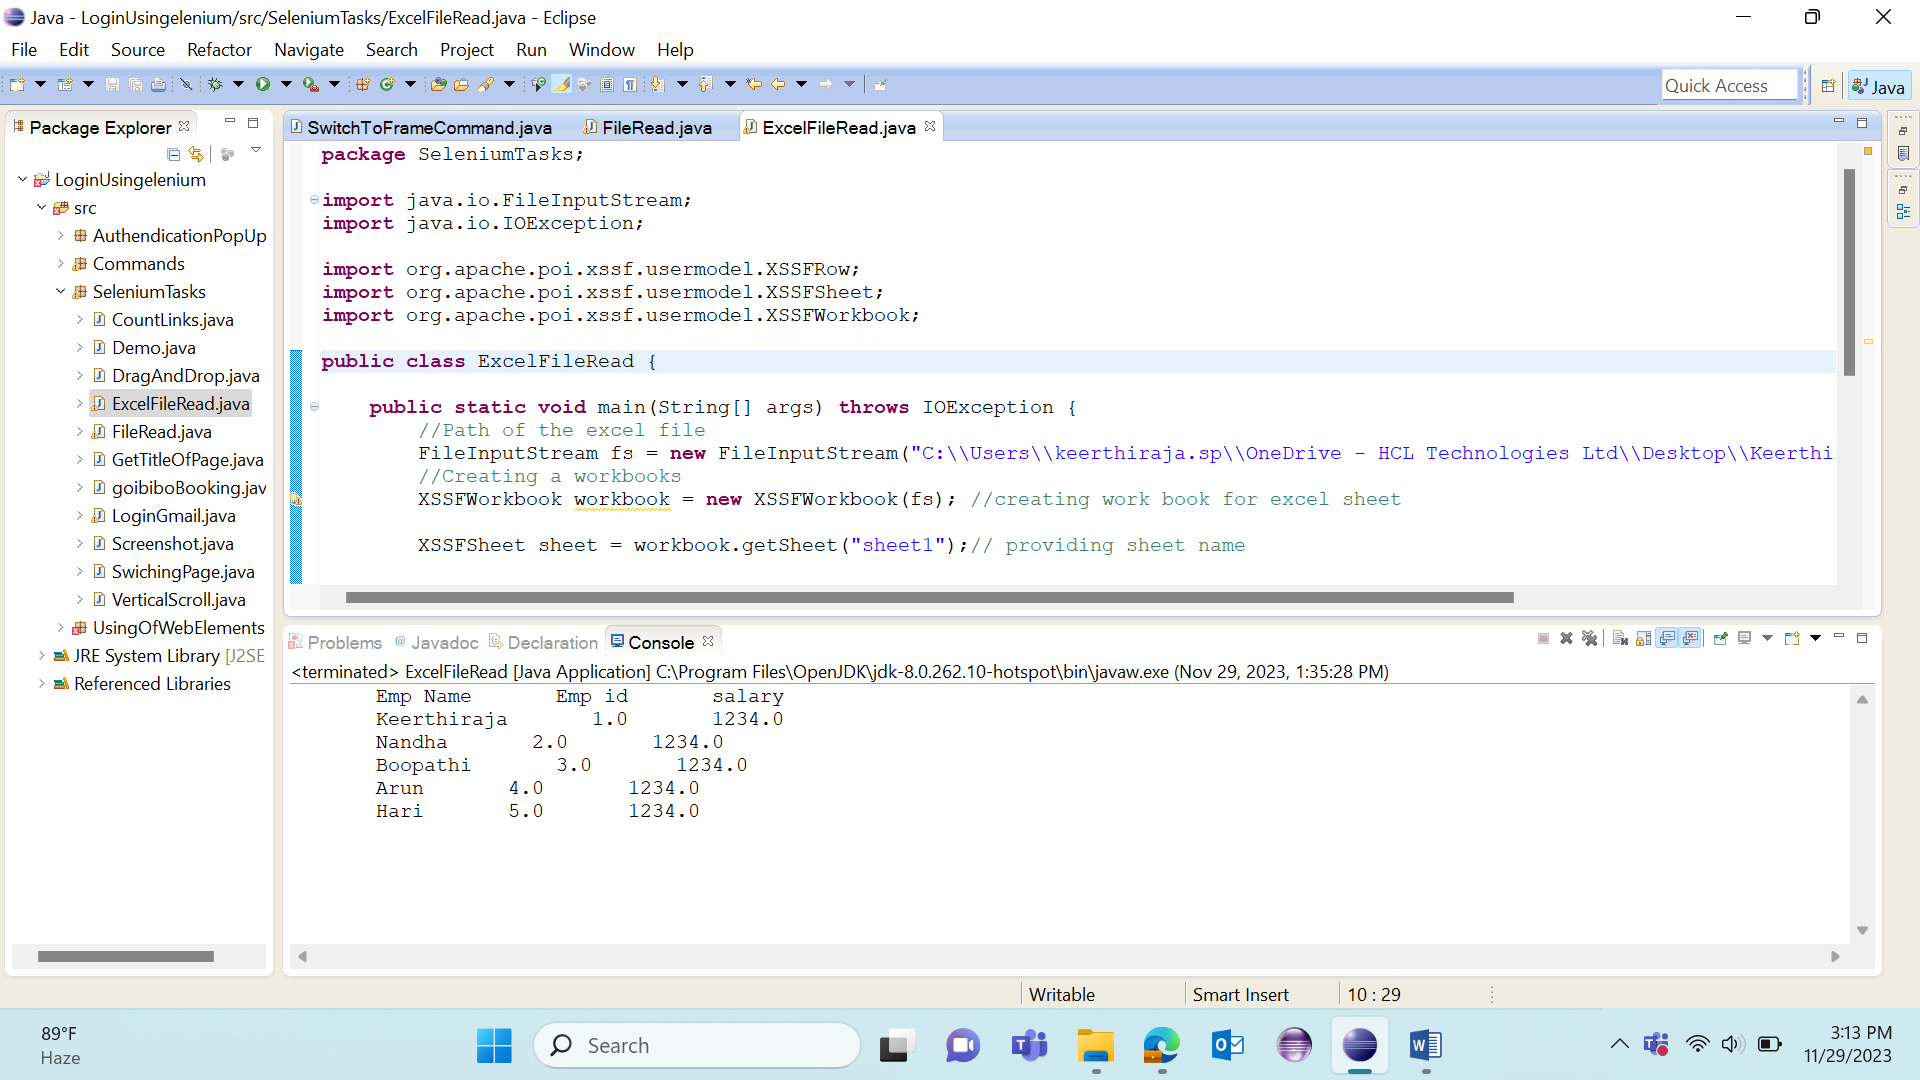 Java - LoginUsingelenium/src/SeleniumTasks/ExcelFileRead.java - Eclipse
File Edit Source Refactor Navigate Search Project Run Window Help
Quick Access
Java
Package Explorer
LoginUsingelenium
src
AuthendicationPopUp
Commands
SeleniumTasks
CountLinks.java
Demo.java
DragAndDrop.java
ExcelFileRead.java
FileRead.java
GetTitleOfPage.java
goibiboBooking.jav
LoginGmail.java
Screenshot.java
SwichingPage.java
VerticalScroll.java
UsingOfWebElements
JRE System Library [J2SE
Referenced Libraries
SwitchToFrameCommand.java FileRead.java ExcelFileRead.java
package SeleniumTasks;
import java.io.FileInputStream;
import java.io.IOException;
import org.apache.poi.xssf.usermodel.XSSFRow;
import org.apache.poi.xssf.usermodel.XSSFSheet;
import org.apache.poi.xssf.usermodel.XSSFWorkbook;
public class ExcelFileRead {
public static void main(String[] args) throws IOException {
//Path of the excel file
FileInputStream fs = new FileInputStream("C:\\Users\\keerthiraja.sp\\OneDrive - HCL Technologies Ltd\\Desktop\\Keerthi
//Creating a workbooks
XSSFWorkbook workbook = new XSSFWorkbook(fs); //creating work book for excel sheet
XSSFSheet sheet = workbook.getSheet("sheet1");// providing sheet name
Problems @ Javadoc Declaration Console
<terminated> ExcelFileRead [Java Application] C:\Program Files\OpenJDK\jdk-8.0.262.10-hotspot\bin\javaw.exe (Nov 29, 2023, 1:35:28 PM)
Emp Name Emp id salary
Keerthiraja 1.0 1234.0
Nandha 2.0 1234.0
Boopathi 3.0 1234.0
Arun 4.0 1234.0
Hari 5.0 1234.0
Writable Smart Insert 10 : 29
89°F
Haze
Search
3:13 PM
11/29/2023